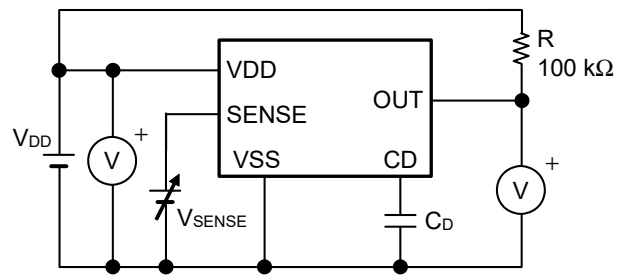 R
100 kΩ
VDD
OUT
SENSE
VDD
+
V
VSS
CD
+
V
VSENSE
CD